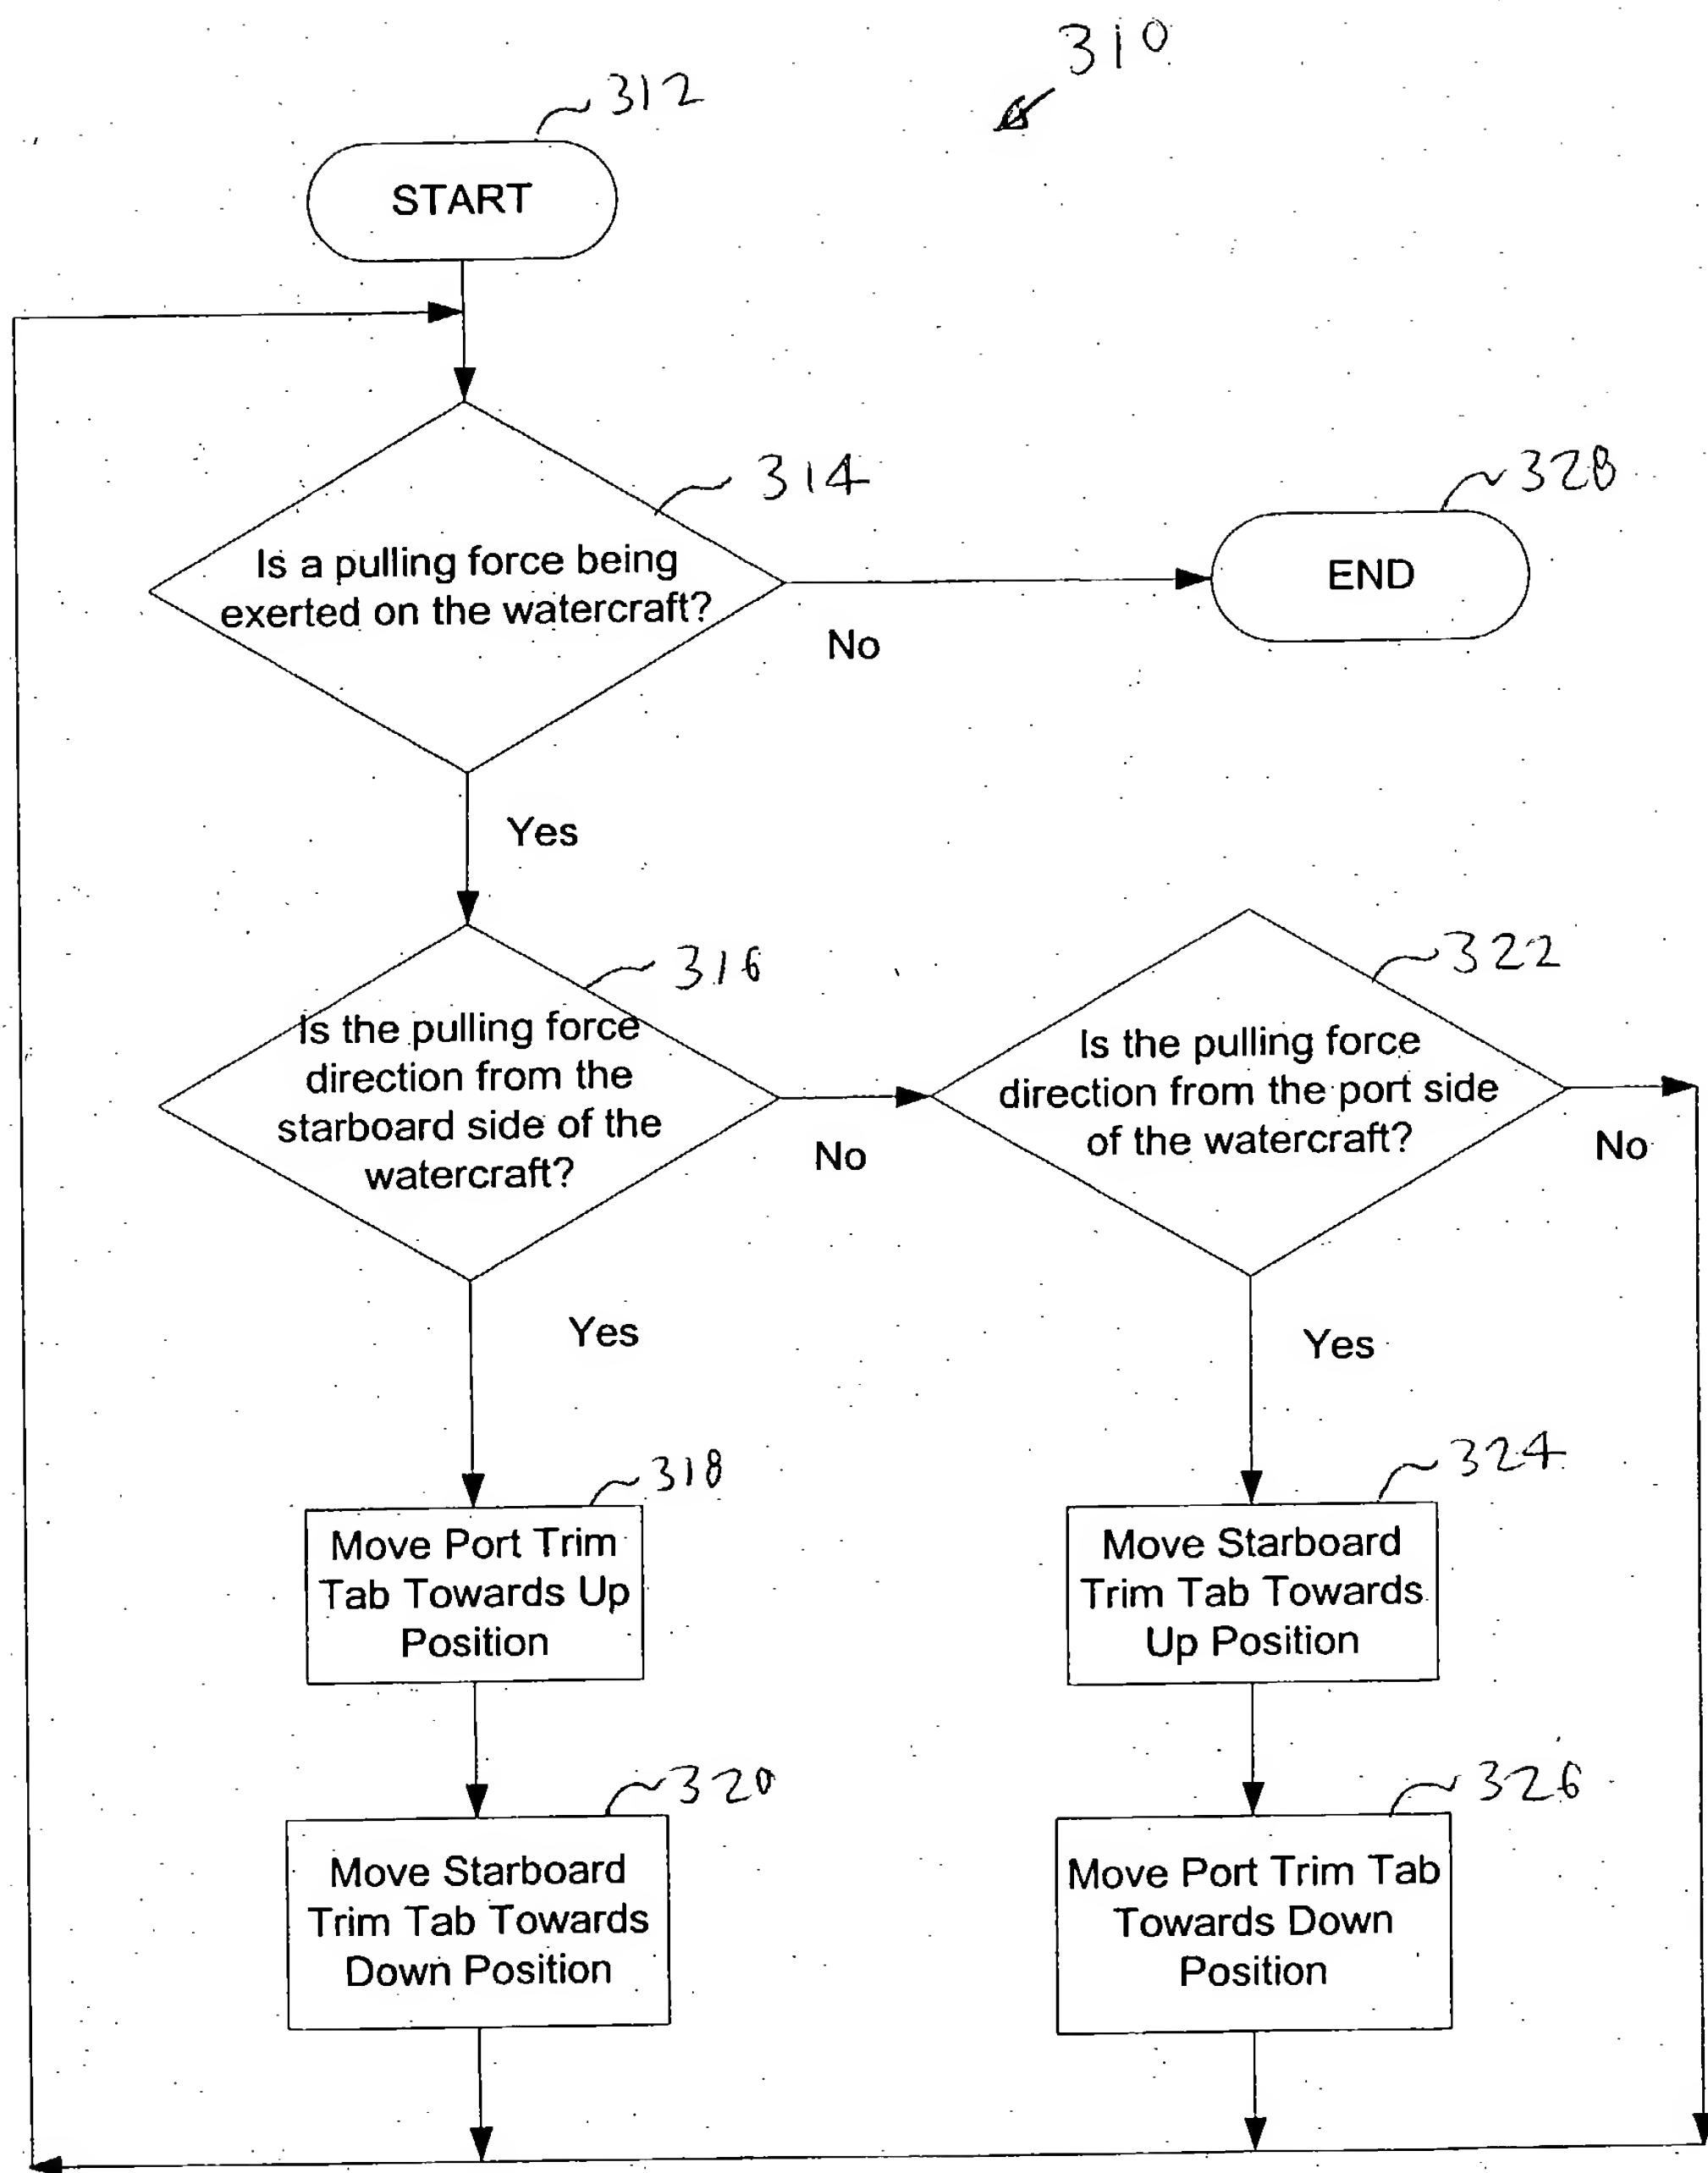 310
312
START
314
Is a pulling force being
exerted on the watercraft?
No
328
END
Yes
316
Is the pulling force
direction from the
starboard side of the
watercraft?
No
322
Is the pulling force
direction from the port side
of the watercraft?
No
Yes
Yes
318
Move Port Trim
Tab Towards Up
Position
324
Move Starboard
Trim Tab Towards
Up Position
320
Move Starboard
Trim Tab Towards
Down Position
326
Move Port Trim Tab
Towards Down
Position